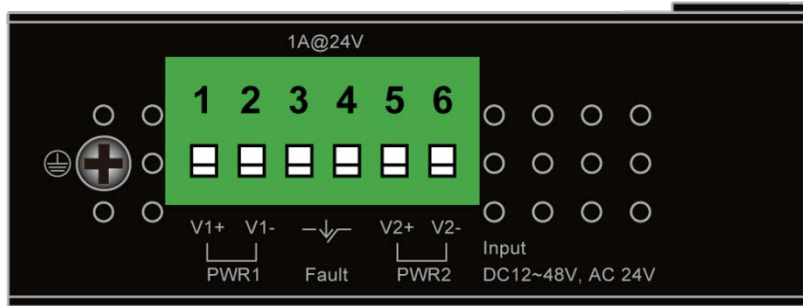 1A@24V
1 2 3 4 5 6
V1+ V1- V2+ V2-
PWR1 Fault PWR2
Input
DC12~48V, AC 24V